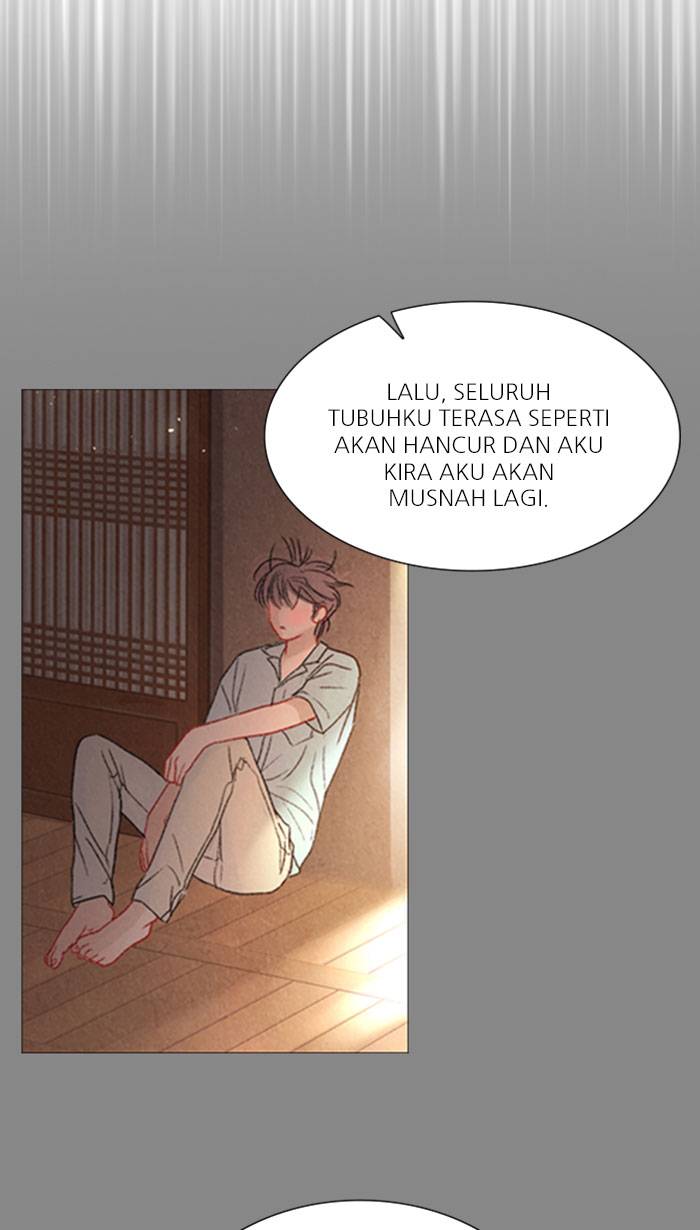 LALU, SELURUH
TUBUHKU TERASA SEPERTI
AKAN HANCUR DAN AKU
KIRA AKU AKAN
MUSNAH LAGI.